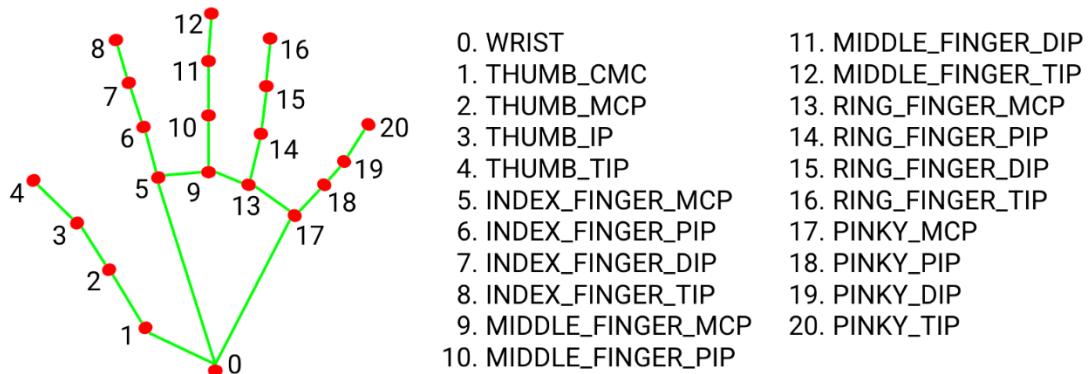 12
8
16
11
7
15
10
6
20
14
4
19
5
9
13
18
3
17
2
1
0
0. WRIST
1. THUMB_CMC
2. THUMB_MCP
3. THUMB_IP
4. THUMB_TIP
5. INDEX_FINGER_MCP
6. INDEX_FINGER_PIP
7. INDEX_FINGER_DIP
8. INDEX_FINGER_TIP
9. MIDDLE_FINGER_MCP
10. MIDDLE_FINGER_PIP
11. MIDDLE_FINGER_DIP
12. MIDDLE_FINGER_TIP
13. RING_FINGER_MCP
14. RING_FINGER_PIP
15. RING_FINGER_DIP
16. RING_FINGER_TIP
17. PINKY_MCP
18. PINKY_PIP
19. PINKY_DIP
20. PINKY_TIP